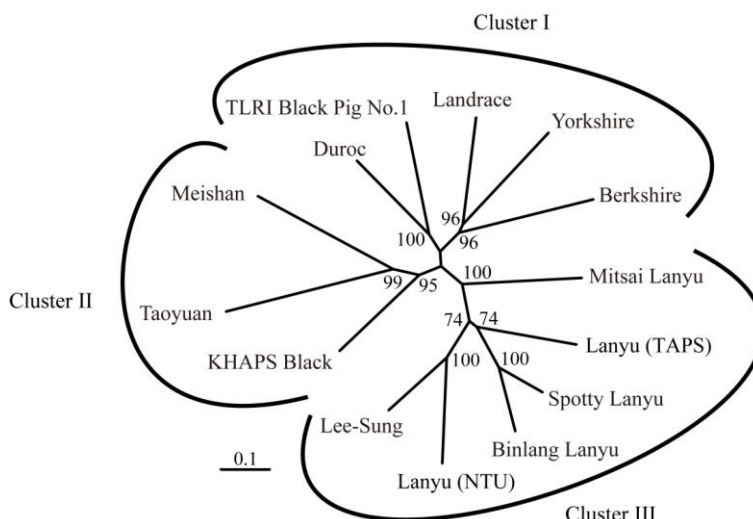 Cluster I
TLRI Black Pig No.1
Landrace
Yorkshire
Duroc
Berkshire
Meishan
96
100
96
Cluster II
99
95
100
Mitsai Lanyu
Taoyuan
74
74
Lanyu (TAPS)
KHAPS Black
100
100
Spotty Lanyu
Lee-Sung
Binlang Lanyu
0.1
Lanyu (NTU)
Cluster III